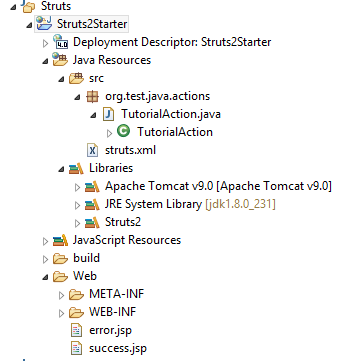 Struts
Struts2Starter
Deployment Descriptor: Struts2Starter
Java Resources
src
org.test.java.actions
TutorialAction.java
TutorialAction
struts.xml
Libraries
Apache Tomcat v9.0 [Apache Tomcat v9.0]
JRE System Library [jdk1.8.0_231]
Struts2
JavaScript Resources
build
Web
META-INF
WEB-INF
error.jsp
success.jsp